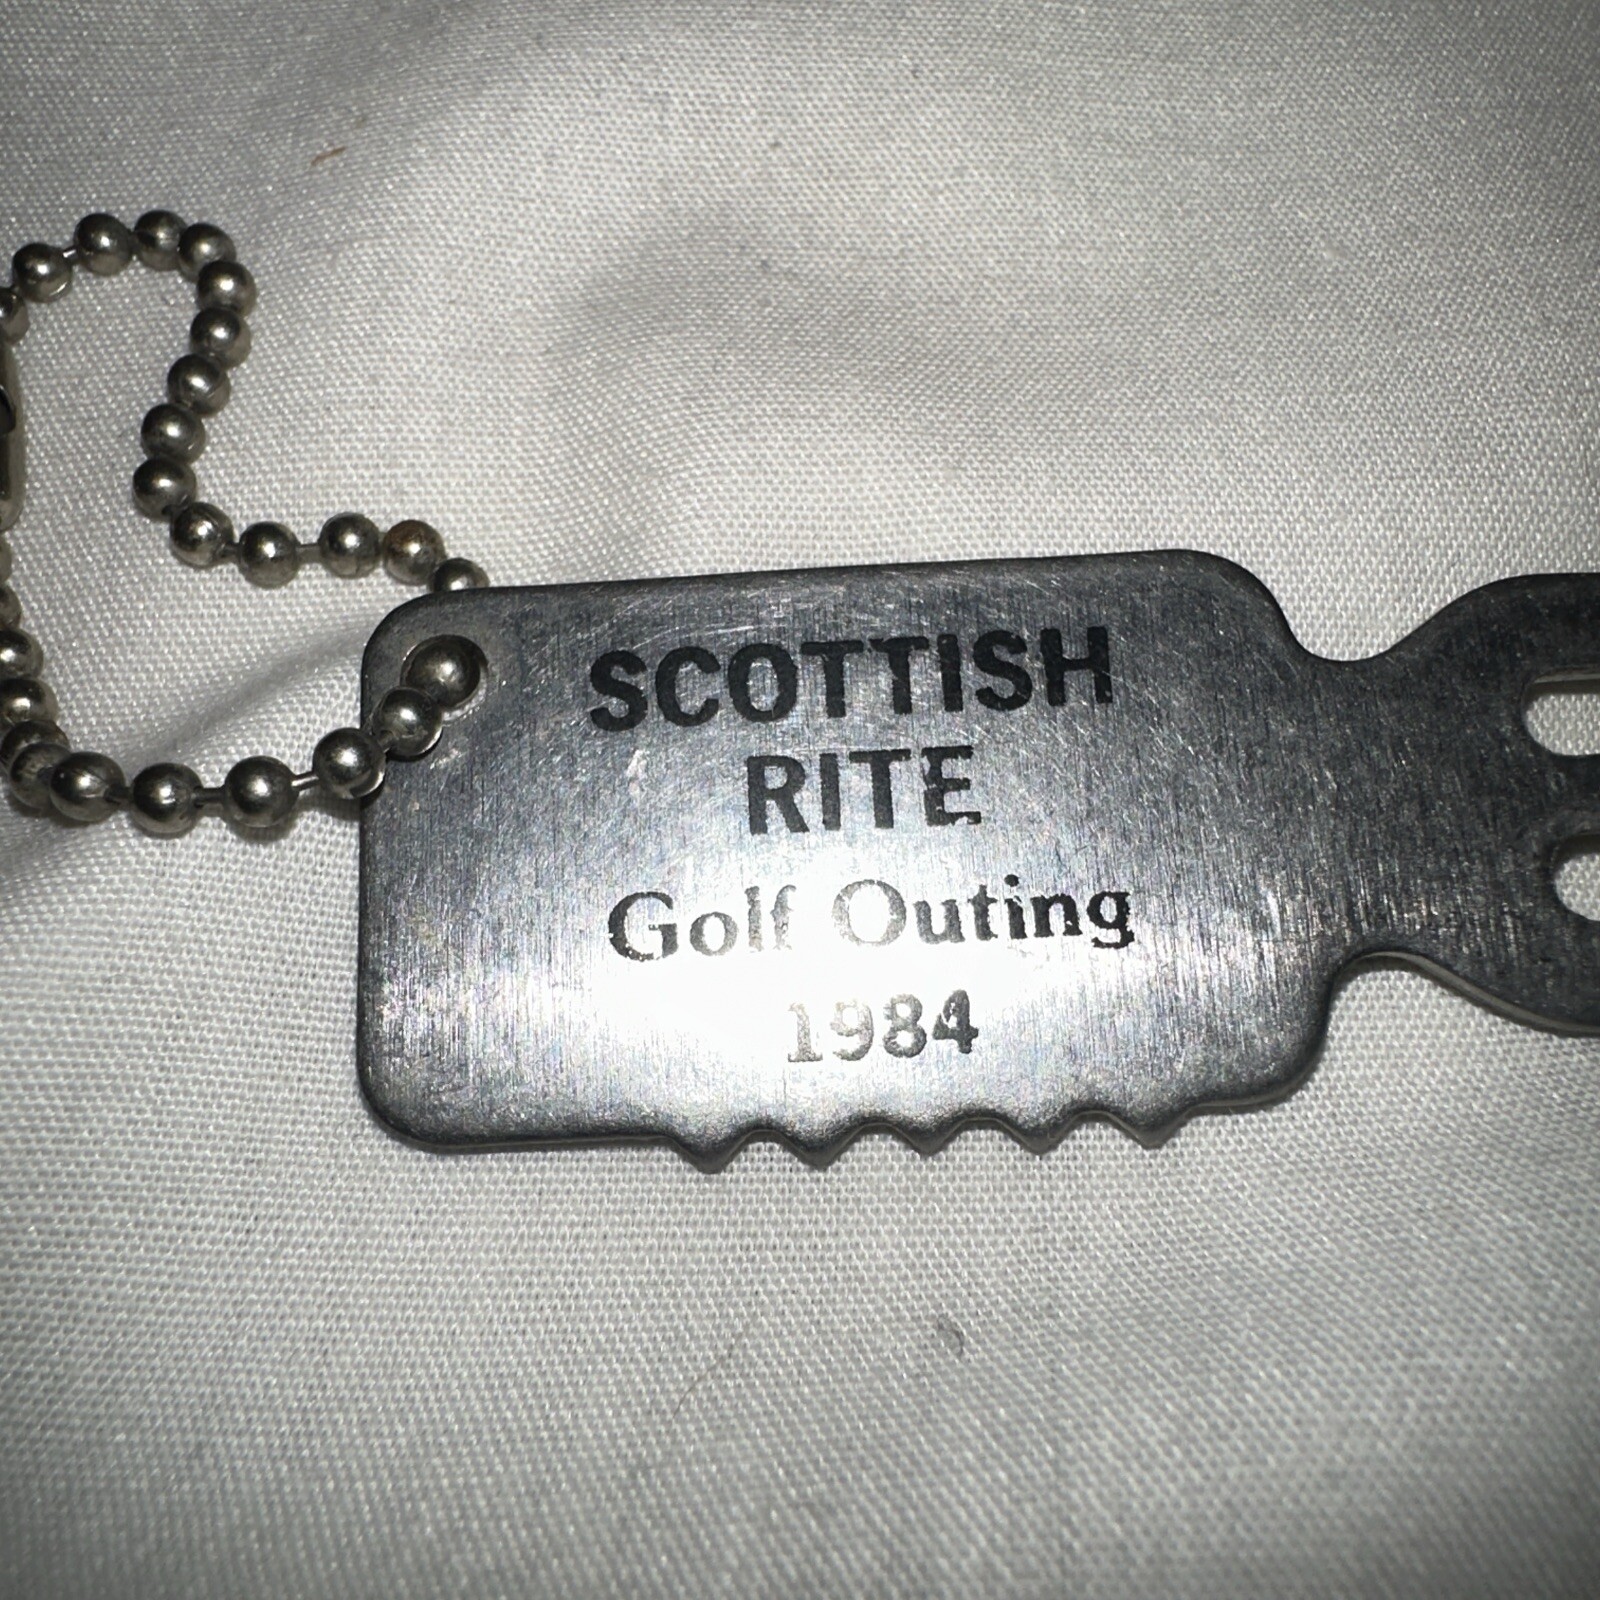 SCOTTISH
RITE
Golf Outing
1984